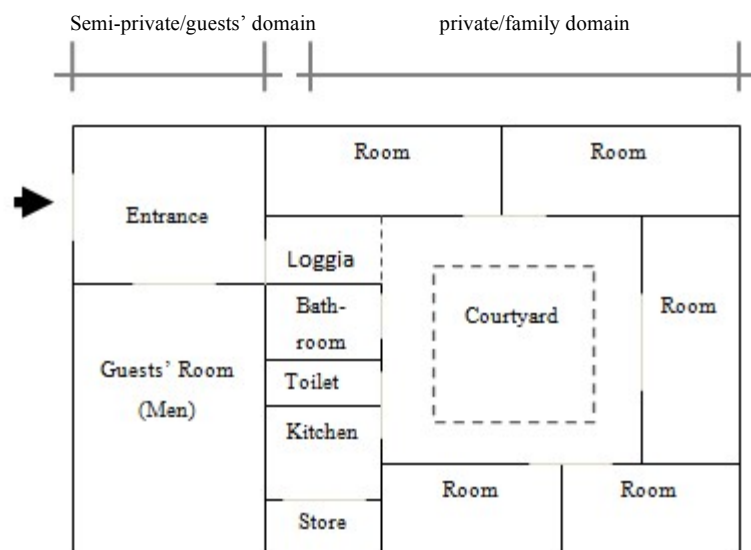 Semi-private/guests’ domain
private/family domain
Room
Room
Entrance
Loggia
Bath-
room
Courtyard
Room
Guests’ Room
(Men)
Toilet
Kitchen
Room
Room
Store